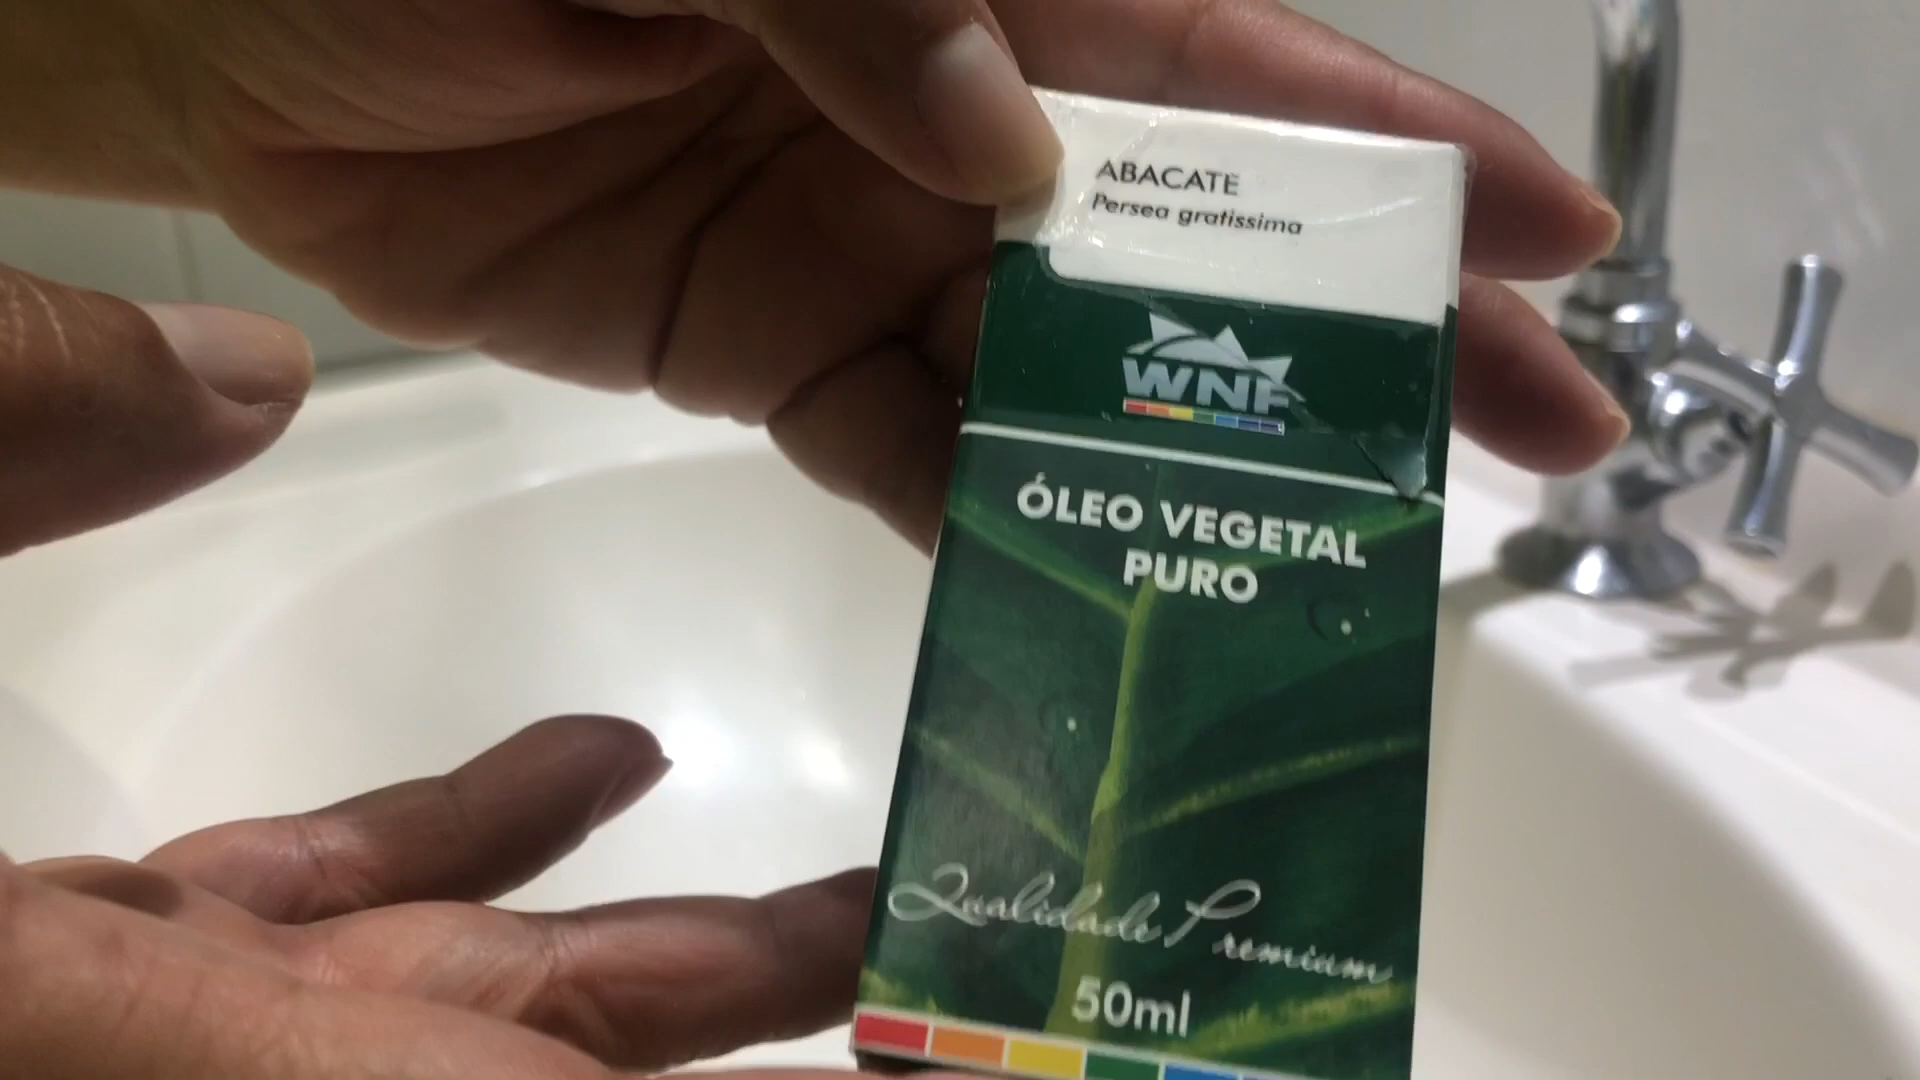 ABACATE
Persea gratissima
WNF
ÓLEO VEGETAL
PURO
Qualidade Premium
50ml